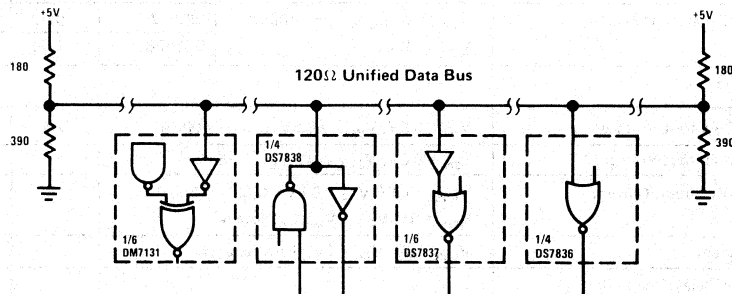 +5V
+5V
180
180
120Ω Unified Data Bus
390
390
1/4
DS7838
1/6
DM7131
1/6
DS7837
1/4
DS7836